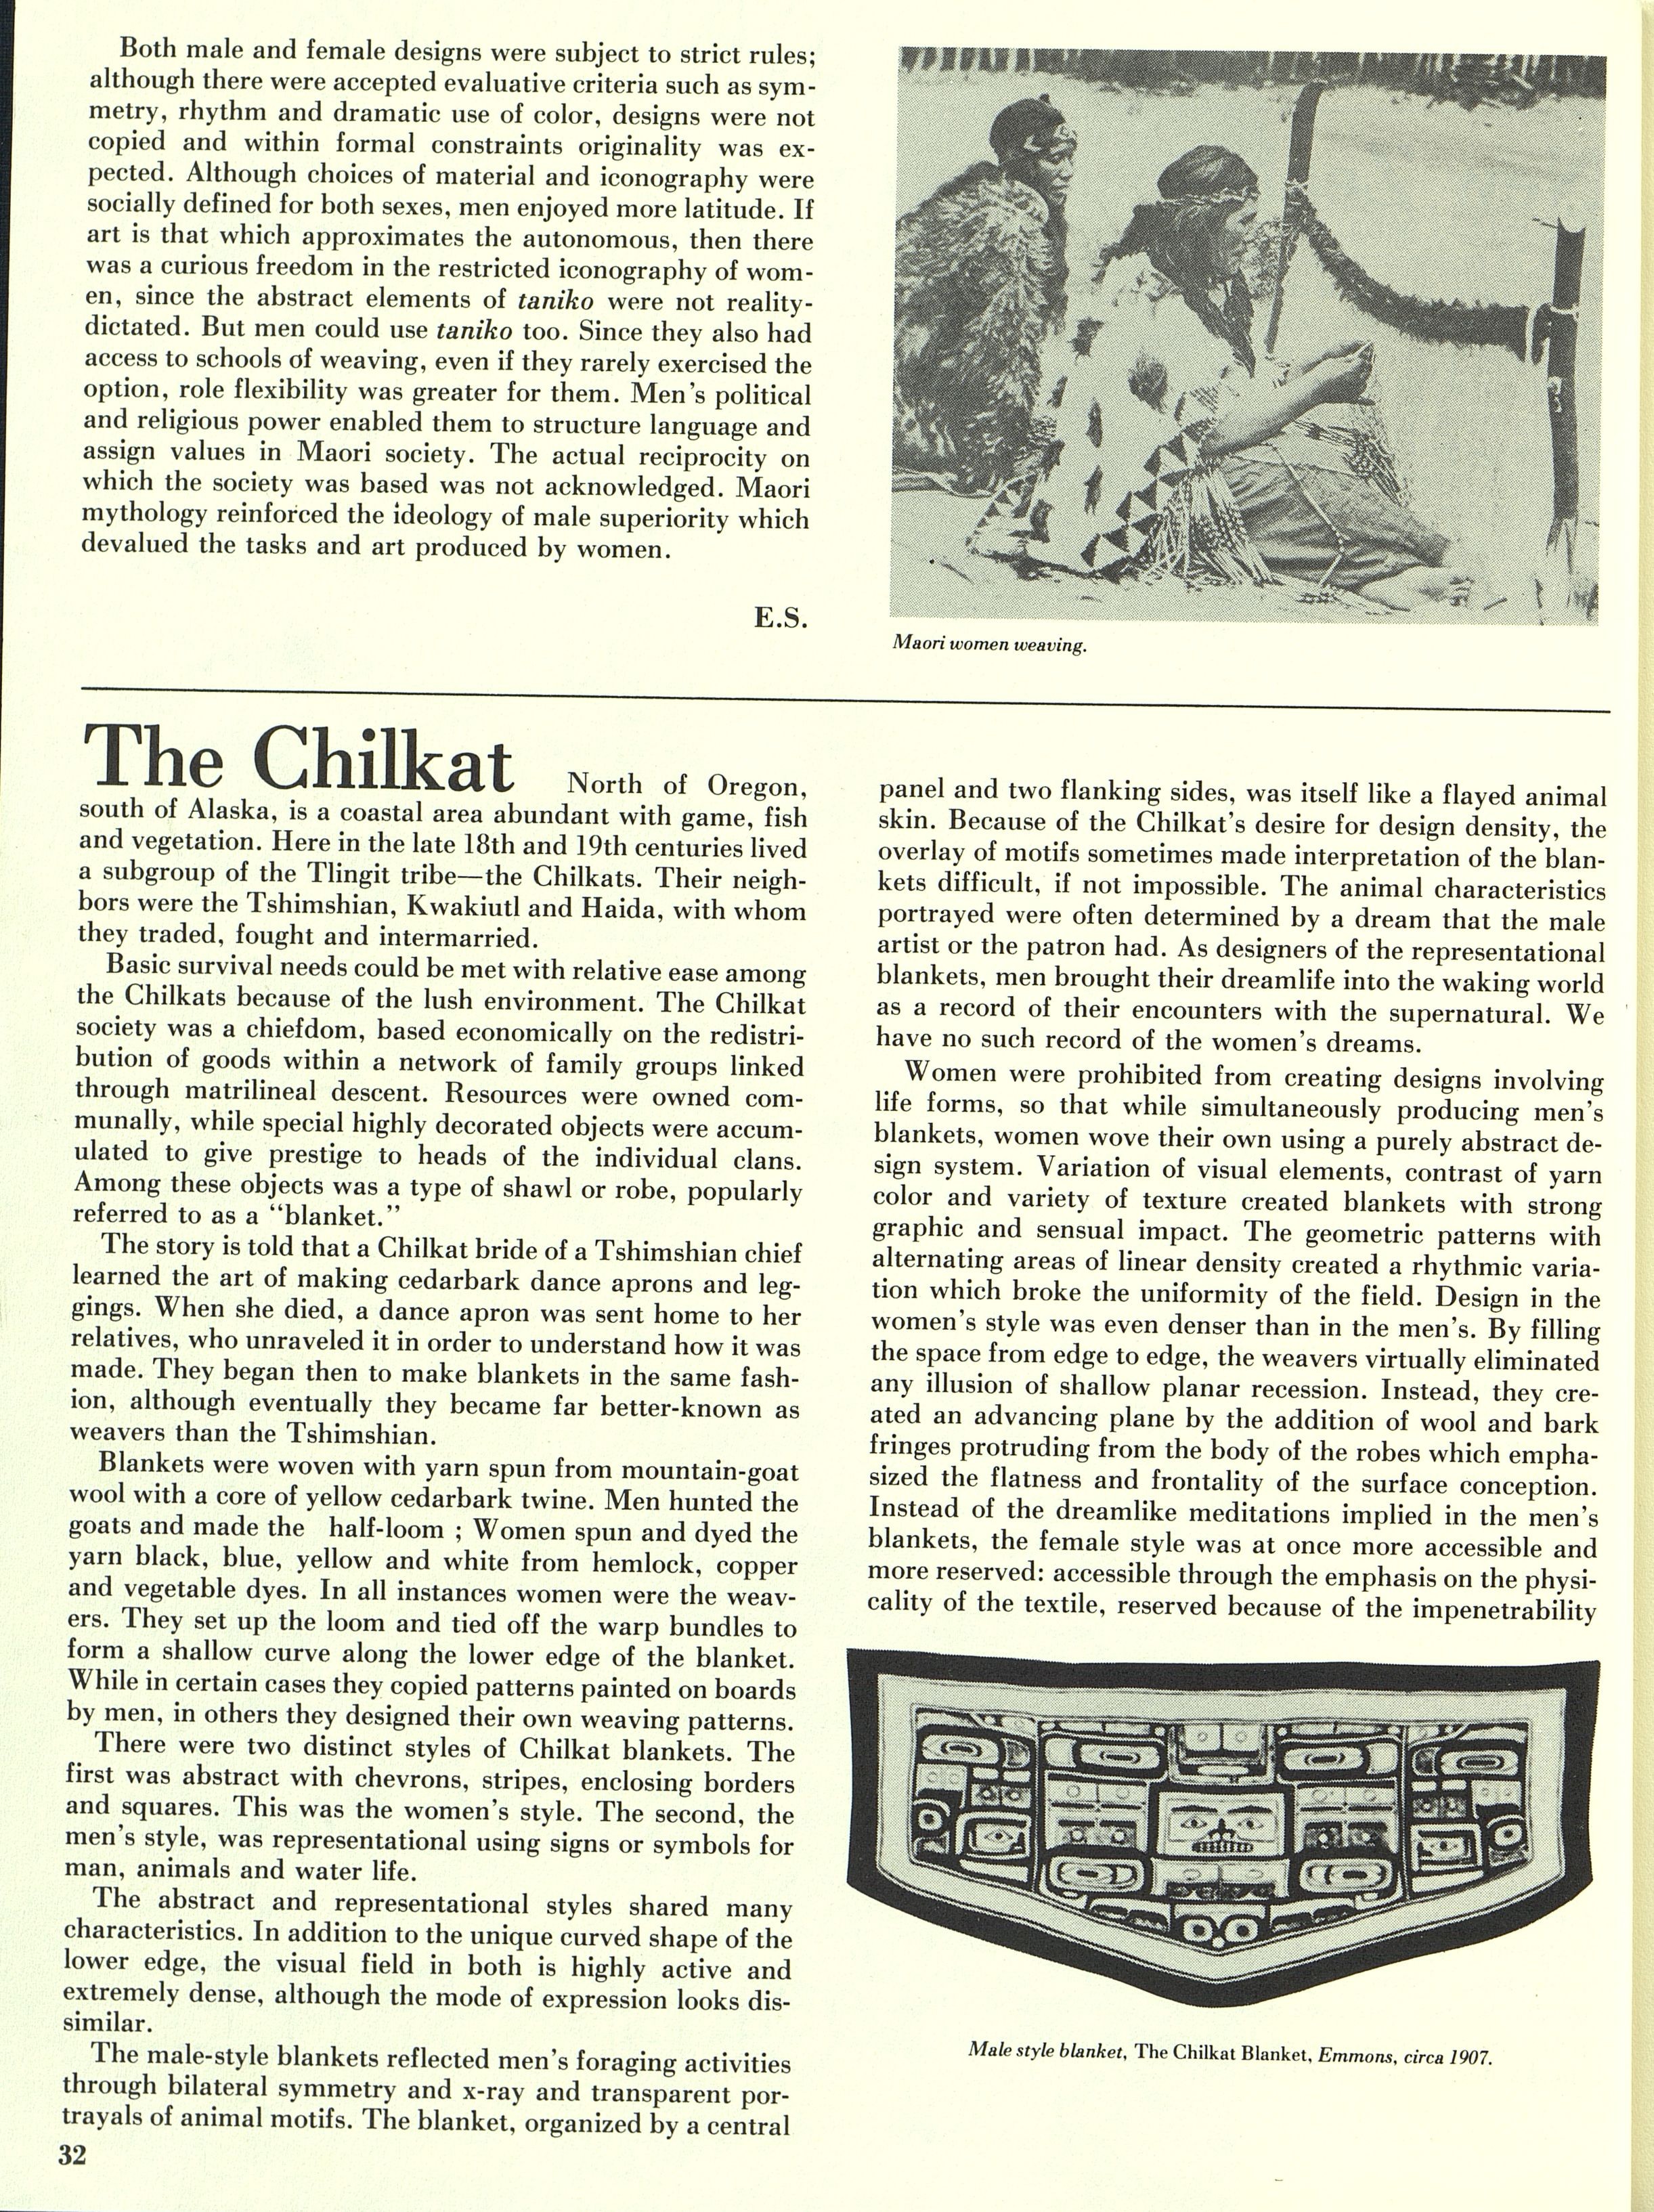 Both male and female designs were subject to strict rules;
although there were accepted evaluative criteria such as sym-
metry, rhythm and dramatic use of color, designs were not
copied and within formal constraints originality was ex-
pected. Although choices of material and iconography were
socially defined for both sexes, men enjoyed more latitude. If
art is that which approximates the autonomous, then there
was a curious freedom in the restricted iconography of wom-
en, since the abstract elements of taniko were not reality-
dictated. But men could use taniko too. Since they also had
access to schools of weaving, even if they rarely exercised the
option, role flexibility was greater for them. Men's political
and religious power enabled them to structure language and
assign values in Maori society. The actual reciprocity on
which the society was based was not acknowledged. Maori
mythology reinforced the ideology of male superiority which
devalued the tasks and art produced by women.
E.S.
Maori women weaving.
The Chilkat North of Oregon,
south of Alaska, is a coastal area abundant with game, fish
and vegetation. Here in the late 18th and 19th centuries lived
a subgroup of the Tlingit tribe—the Chilkats. Their neigh-
bors were the Tshimshian, Kwakiutl and Haida, with whom
they traded, fought and intermarried.
Basic survival needs could be met with relative ease among
the Chilkats because of the lush environment. The Chilkat
society was a chiefdom, based economically on the redistri-
bution of goods within a network of family groups linked
through matrilineal descent. Resources were owned com-
munally, while special highly decorated objects were accum-
ulated to give prestige to heads of the individual clans.
Among these objects was a type of shawl or robe, popularly
referred to as a "blanket."
The story is told that a Chilkat bride of a Tshimshian chief
learned the art of making cedarbark dance aprons and leg-
gings. When she died, a dance apron was sent home to her
relatives, who unraveled it in order to understand how it was
made. They began then to make blankets in the same fash-
ion, although eventually they became far better-known as
weavers than the Tshimshian.
Blankets were woven with yarn spun from mountain-goat
wool with a core of yellow cedarbark twine. Men hunted the
goats and made the half-loom ; Women spun and dyed the
yarn black, blue, yellow and white from hemlock, copper
and vegetable dyes. In all instances women were the weav-
ers. They set up the loom and tied off the warp bundles to
form a shallow curve along the lower edge of the blanket.
While in certain cases they copied patterns painted on boards
by men, in others they designed their own weaving patterns.
There were two distinct styles of Chilkat blankets. The
first was abstract with chevrons, stripes, enclosing borders
and squares. This was the women's style. The second, the
men's style, was representational using signs or symbols for
man, animals and water life.
The abstract and representational styles shared many
characteristics. In addition to the unique curved shape of the
lower edge, the visual field in both is highly active and
extremely dense, although the mode of expression looks dis-
similar.
The male-style blankets reflected men's foraging activities
through bilateral symmetry and x-ray and transparent por-
trayals of animal motifs. The blanket, organized by a central
panel and two flanking sides, was itself like a flayed animal
skin. Because of the Chilkat's desire for design density, the
overlay of motifs sometimes made interpretation of the blan-
kets difficult, if not impossible. The animal characteristics
portrayed were often determined by a dream that the male
artist or the patron had. As designers of the representational
blankets, men brought their dreamlife into the waking world
as a record of their encounters with the supernatural. We
have no such record of the women's dreams.
Women were prohibited from creating designs involving
life forms, so that while simultaneously producing men's
blankets, women wove their own using a purely abstract de-
sign system. Variation of visual elements, contrast of yarn
color and variety of texture created blankets with strong
graphic and sensual impact. The geometric patterns with
alternating areas of linear density created a rhythmic varia-
tion which broke the uniformity of the field. Design in the
women's style was even denser than in the men's. By filling
the space from edge to edge, the weavers virtually eliminated
any illusion of shallow planar recession. Instead, they cre-
ated an advancing plane by the addition of wool and bark
fringes protruding from the body of the robes which empha-
sized the flatness and frontality of the surface conception.
Instead of the dreamlike meditations implied in the men's
blankets, the female style was at once more accessible and
more reserved: accessible through the emphasis on the physi-
cality of the textile, reserved because of the impenetrability
Male style blanket, The Chilkat Blanket, Emmons, circa 1907.
32